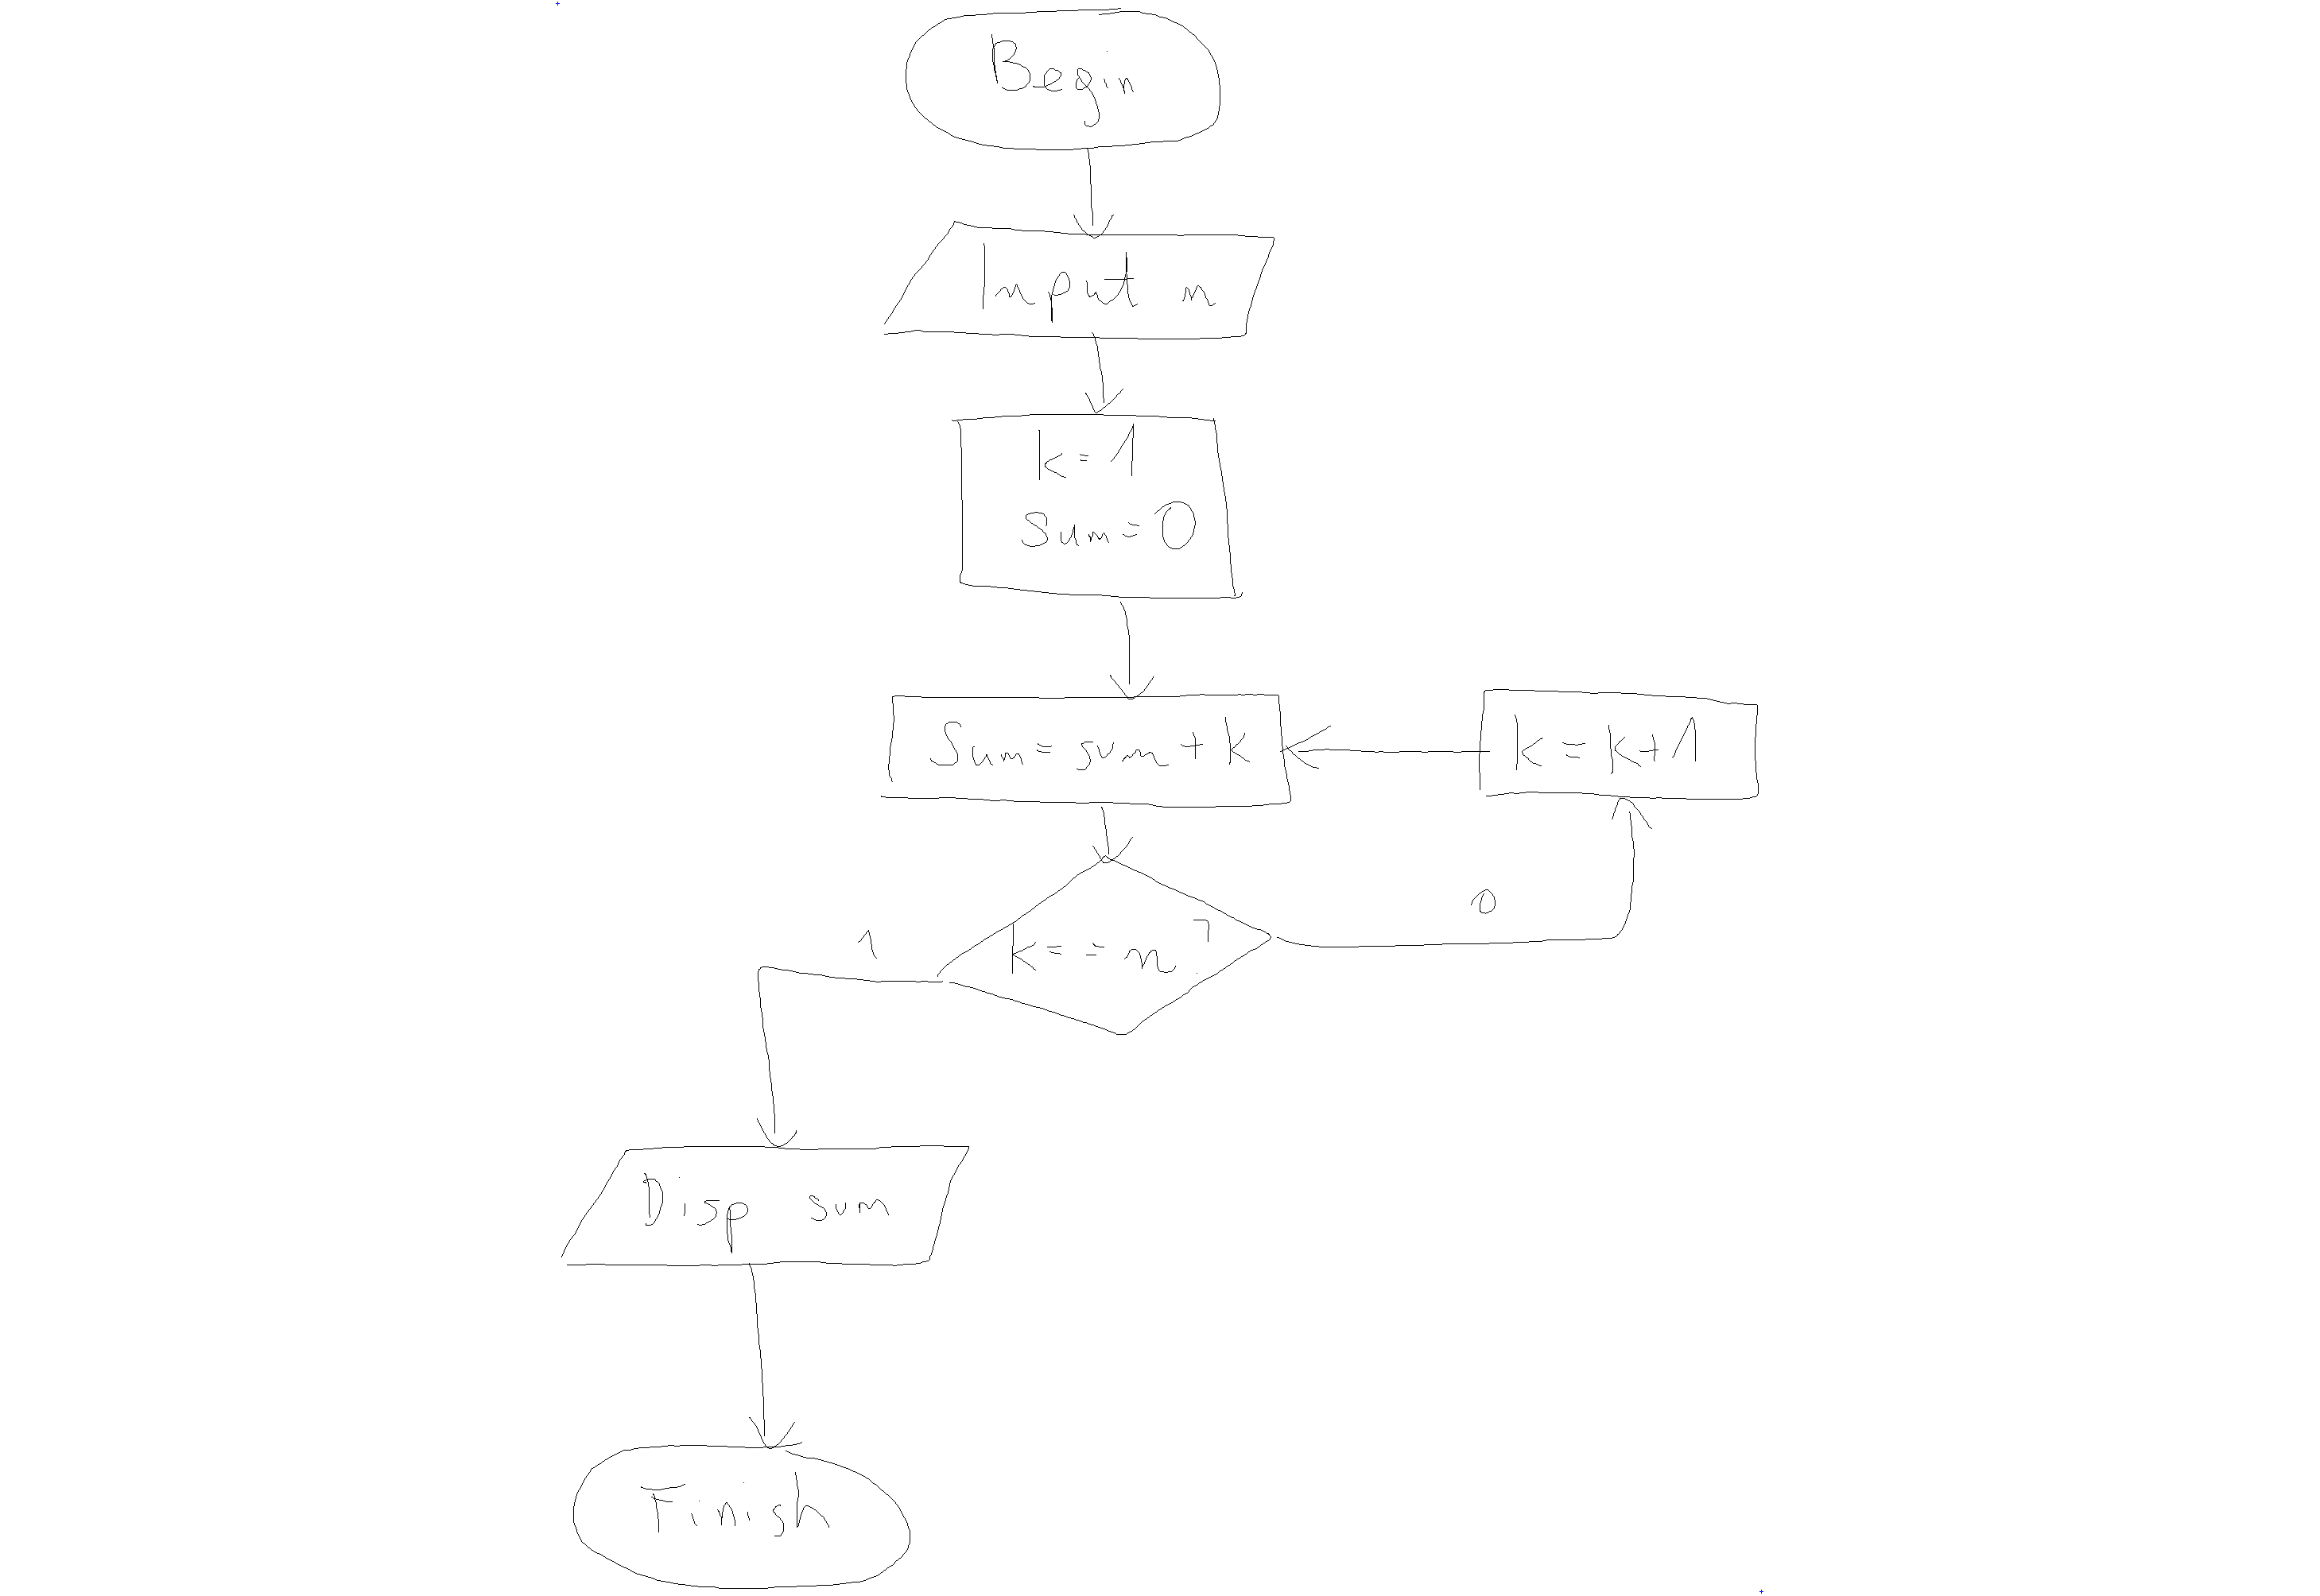 Begin
Input n
k=1
Sum=0
Sum=sum+k
k=k+1
k==n?
1
0
Disp sum
Finish